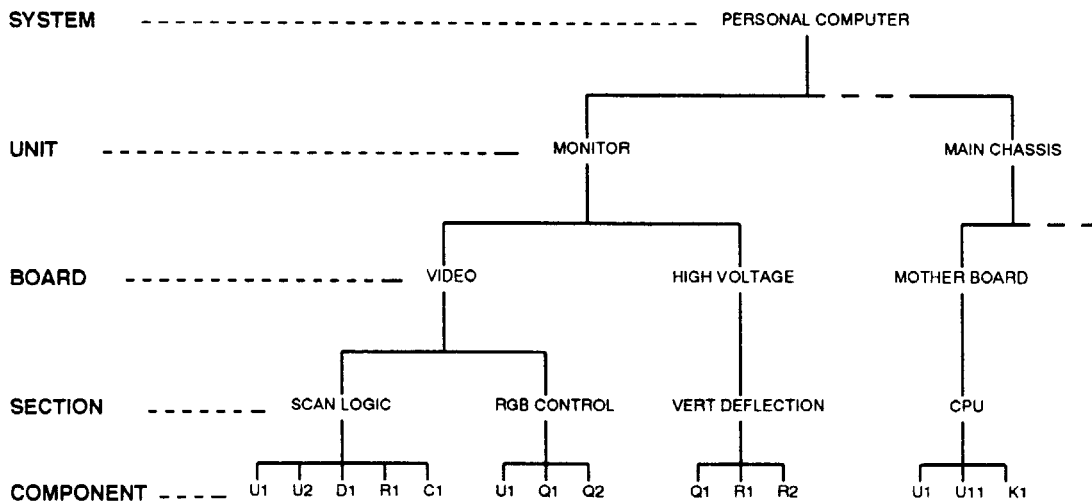 SYSTEM PERSONAL COMPUTER
UNIT MONITOR MAIN CHASSIS
BOARD VIDEO HIGH VOLTAGE MOTHER BOARD
SECTION SCAN LOGIC RGB CONTROL VERT DEFLECTION CPU
COMPONENT U1 U2 D1 R1 C1 U1 Q1 Q2 Q1 R1 R2 U1 U11 K1